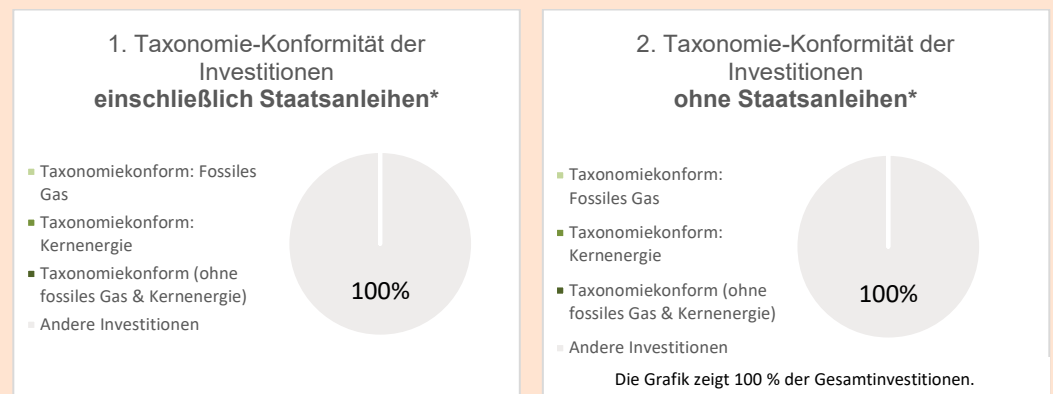 1. Taxonomie-Konformität der
Investitionen
einschließlich Staatsanleihen*
Taxonomiekonform: Fossiles
Gas
Taxonomiekonform:
Kernenergie
Taxonomiekonform (ohne
fossiles Gas & Kernenergie)
Andere Investitionen
100%
2. Taxonomie-Konformität der
Investitionen
ohne Staatsanleihen*
Taxonomiekonform:
Fossiles Gas
Taxonomiekonform:
Kernenergie
Taxonomiekonform (ohne
fossiles Gas & Kernenergie)
Andere Investitionen
100%
Die Grafik zeigt 100 % der Gesamtinvestitionen.